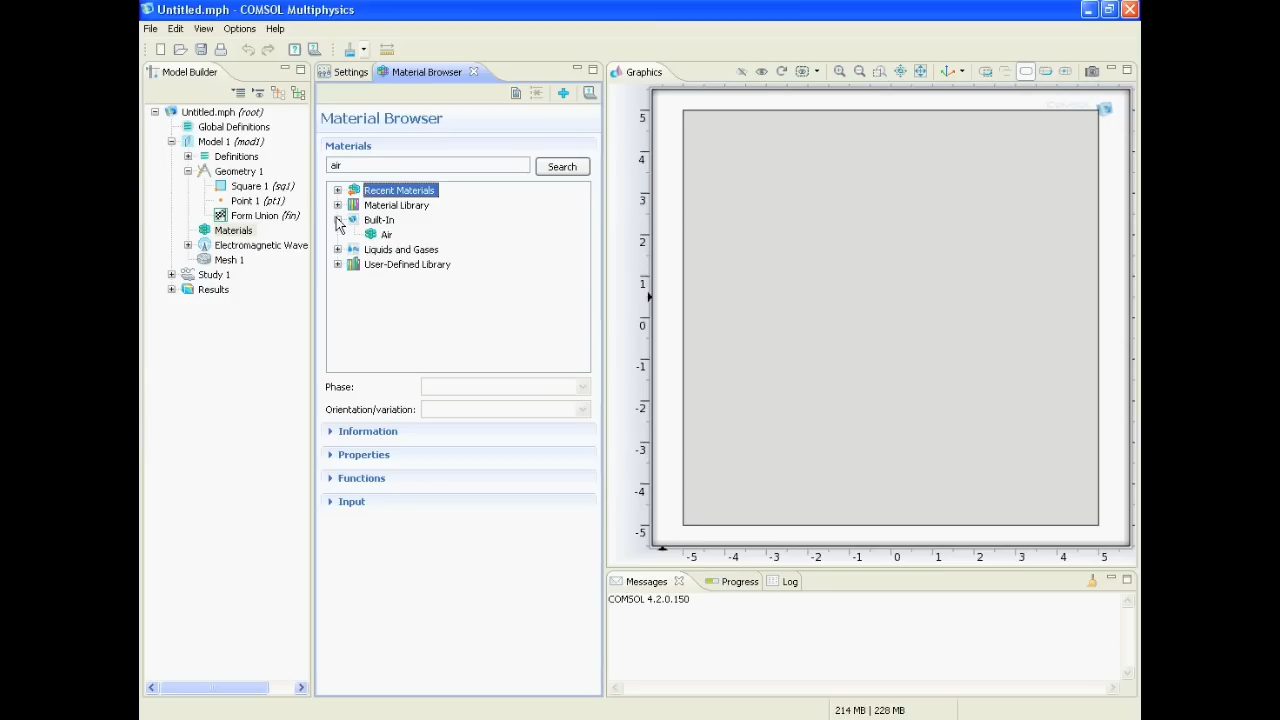 Untitled.mph - COMSOL Multiphysics
File Edit View Options Help
Model Builder
Untitled.mph (root)
Global Definitions
Model 1 (mod1)
Definitions
Geometry 1
Square 1 (sq1)
Point 1 (pt1)
Form Union (fin)
Materials
Electromagnetic Wave
Mesh 1
Study 1
Results
Settings Material Browser
Material Browser
Materials
air Search
Recent Materials
Material Library
Built-In
Air
Liquids and Gases
User-Defined Library
Phase:
Orientation/variation:
Information
Properties
Functions
Input
Graphics
5
4
3
2
1
0
-1
-2
-3
-4
-5
-5 -4 -3 -2 -1 0 1 2 3 4 5
Messages Progress Log
COMSOL 4.2.0.150
214 MB | 228 MB